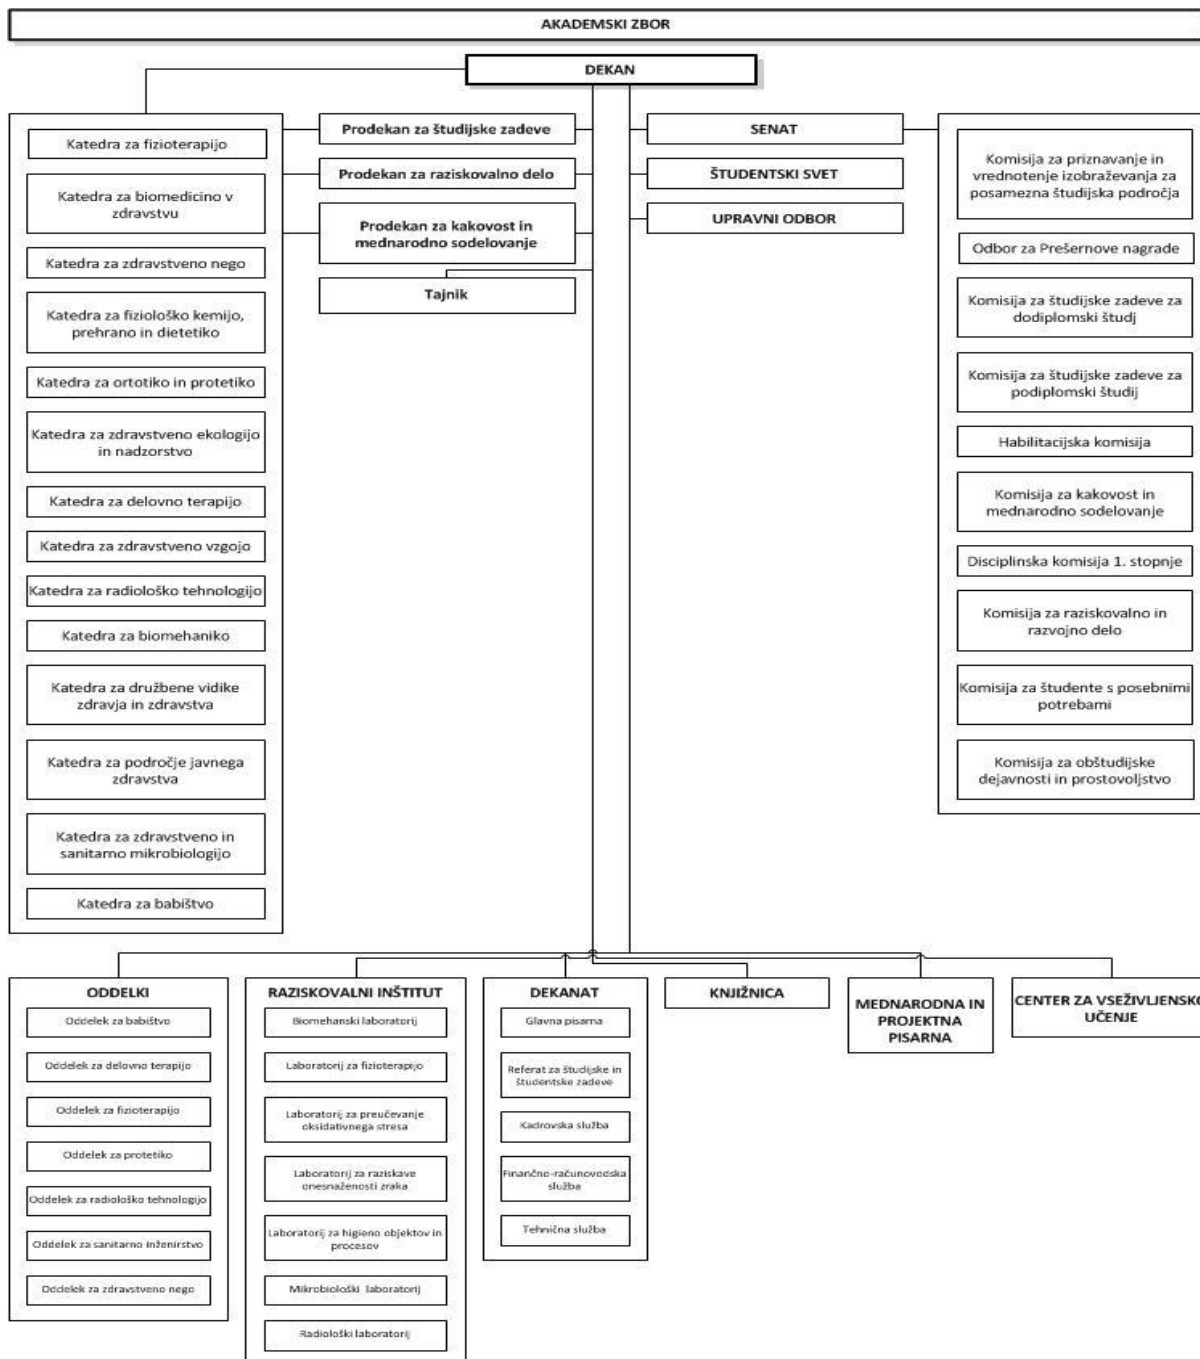 AKADEMSKI ZBOR
DEKAN
Katedra za fizioterapijo
Katedra za biomedicino v
zdravstvu
Katedra za zdravstveno nego
Katedra za fiziološko kemijo,
prehrano in dietetiko
Katedra za ortotiko in protetiko
Katedra za zdravstveno ekologijo
in nadzorstvo
Katedra za delovno terapijo
Katedra za zdravstveno vzgojo
Katedra za radiološko tehnologijo
Katedra za biomehaniko
Katedra za družbene vidike
zdravja in zdravstva
Katedra za področje javnega
zdravstva
Katedra za zdravstveno in
sanitarno mikrobiologijo
Katedra za babištvo
Prodekan za študijske zadeve
Prodekan za raziskovalno delo
Prodekan za kakovost in
mednarodno sodelovanje
Tajnik
SENAT
ŠTUDENTSKI SVET
UPRAVNI ODBOR
Komisija za priznavanje in
vrednotenje izobraževanja za
posamezna študijska področja
Odbor za Prešernove nagrade
Komisija za študijske zadeve za
dodiplomski študj
Komisija za študijske zadeve za
podiplomski študij
Habilitacijska komisija
Komisija za kakovost in
mednarodno sodelovanje
Disciplinska komisija 1. stopnje
Komisija za raziskovalno in
razvojno delo
Komisija za študente s posebnimi
potrebami
Komisija za obštudijske
dejavnosti in prostovoljstvo
ODDELKI
Oddelek za babištvo
Oddelek za delovno terapijo
Oddelek za fizioterapijo
Oddelek za protetiko
Oddelek za radiološko tehnologijo
Oddelek za sanitarno inženirstvo
Oddelek za zdravstveno nego
RAZISKOVALNI INŠTITUT
Biomehanski laboratorij
Laboratorij za fizioterapijo
Laboratorij za preučevanje
oksidativnega stresa
Laboratorij za raziskave
onesnaženosti zraka
Laboratorij za higieno objektov in
procesov
Mikrobiološki laboratorij
Radiološki laboratorij
DEKANAT
Glavna pisarna
Referat za študijske in
študentske zadeve
Kadrovska služba
Finančno-računovodska
služba
Tehnična služba
KNJIŽNICA
MEDNARODNA IN
PROJEKTNA
PISARNA
CENTER ZA VSEŽIVLJENSKO
UČENJE